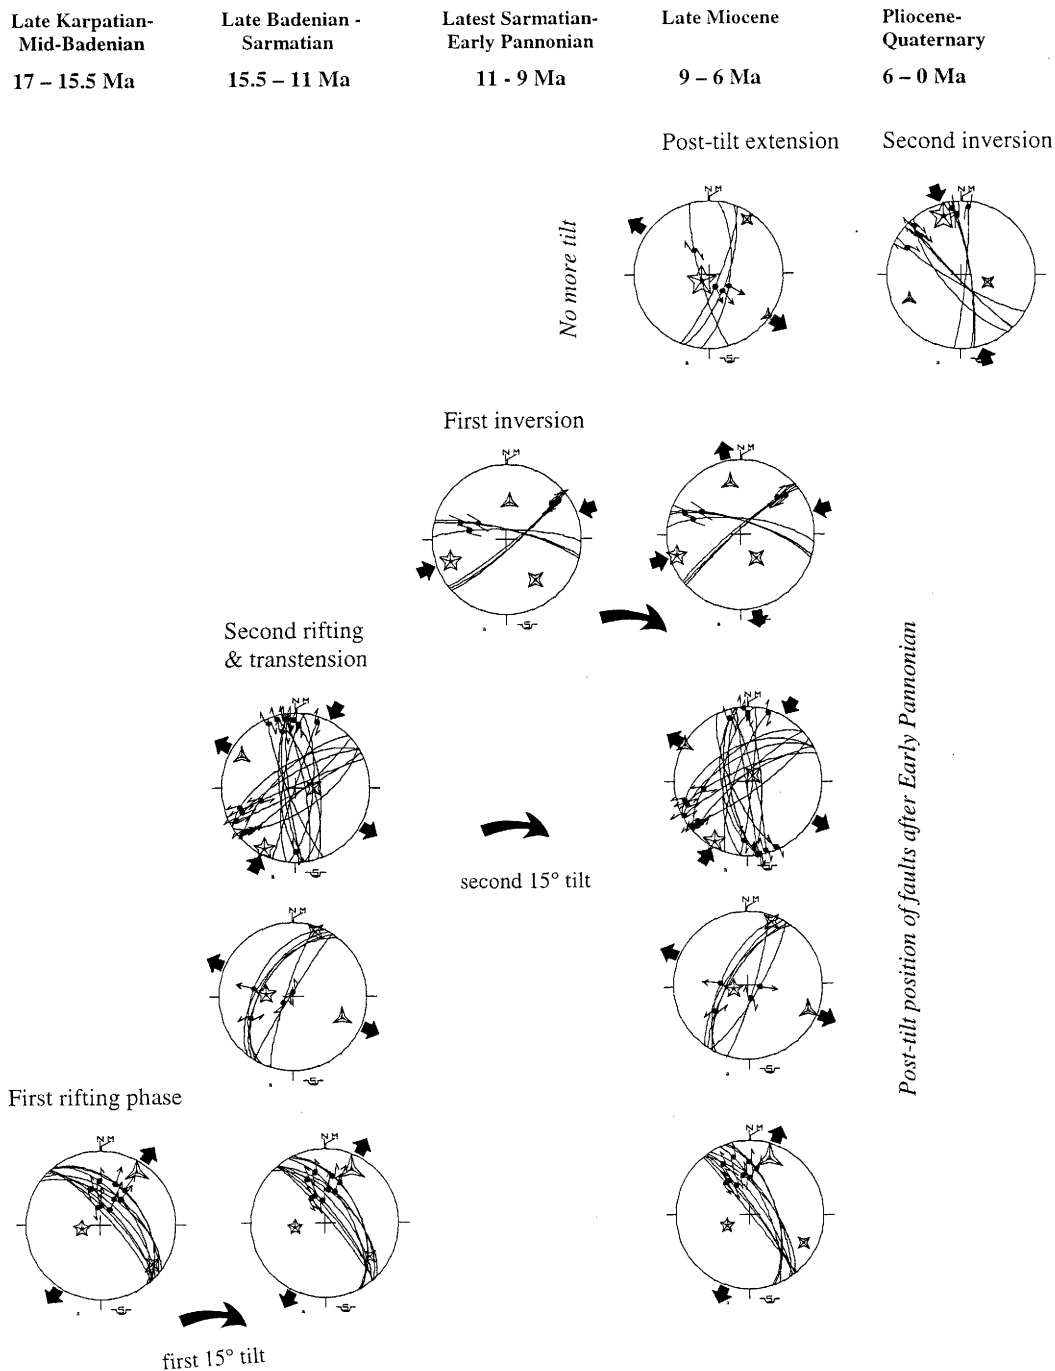 Late Karpatian-
Mid-Badenian
17 – 15.5 Ma
Late Badenian -
Sarmatian
15.5 – 11 Ma
Latest Sarmatian-
Early Pannonian
11 - 9 Ma
Late Miocene
9 – 6 Ma
Pliocene-
Quaternary
6 – 0 Ma
Post-tilt extension
Second inversion
N M
N M
No more tilt
S
S
First inversion
N M
N M
S
S
Second rifting
& transtension
N M
N M
second 15° tilt
S
S
N M
N M
S
S
Post-tilt position of faults after Early Pannonian
First rifting phase
N M
N M
N M
S
S
S
first 15° tilt